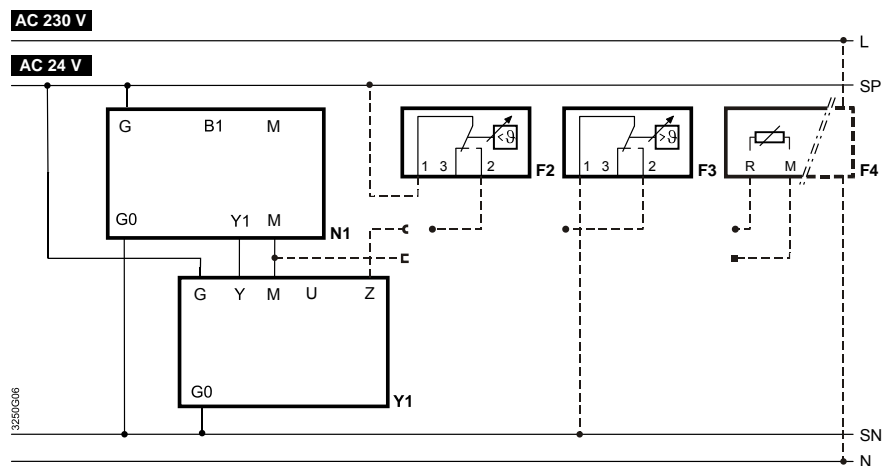 AC 230 V
L
AC 24 V
SP
G B1 M
<ϑ
>ϑ
1 3 2 F2
1 3 2 F3
R M F4
G0 Y1 M
N1
G Y M U Z
G0
Y1
3250G06
SN
N